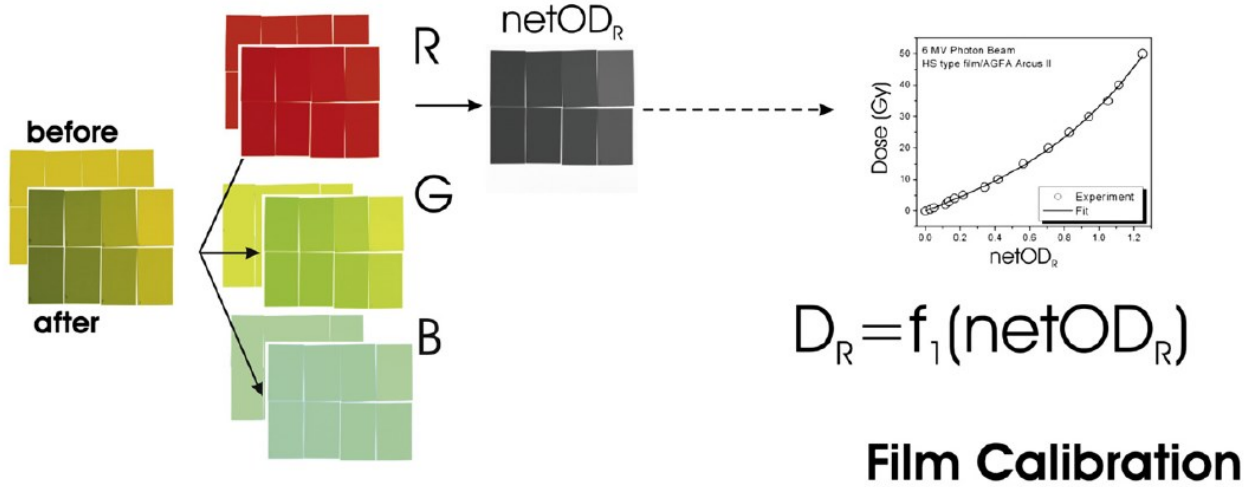 before
after
R
G
B
netOD_R
6 MV Photon Beam
HS type film/AGFA Arcus II
Dose (Gy)
50
40
30
20
10
0
Experiment
Fit
0.0 0.2 0.4 0.6 0.8 1.0 1.2
netOD_R
D_R=f_1(netOD_R)
Film Calibration